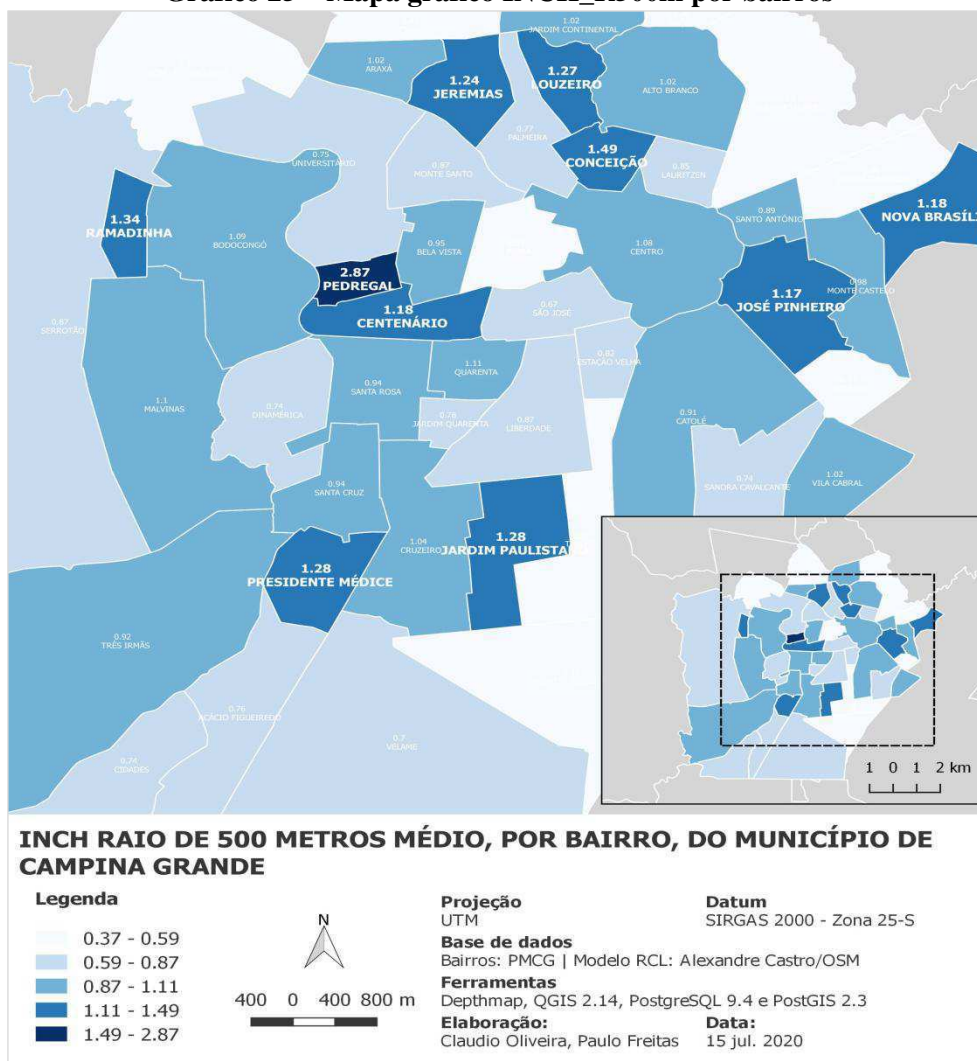 1.02
JARDIM CONTINENTAL
1.02
ARAXÁ
1.24
JEREMIAS
1.27
LOUZEIRO
1.02
ALTO BRANCO
0.77
PALMEIRA
1.49
CONCEIÇÃO
0.75
UNIVERSITÁRIO
0.87
MONTE SANTO
0.85
LAURITZEN
1.18
NOVA BRASÍLI
1.34
RAMADINHA
0.89
SANTO ANTÔNIO
1.09
BODOCONGÓ
0.95
BELA VISTA
1.08
CENTRO
2.87
PEDREGAL
0.98
MONTE CASTELO
1.17
JOSÉ PINHEIRO
1.18
CENTENÁRIO
0.67
SÃO JOSÉ
0.87
SERROTÃO
0.82
ESTAÇÃO VELHA
1.11
QUARENTA
0.94
SANTA ROSA
1.1
MALVINAS
0.74
DINAMÉRICA
0.76
JARDIM QUARENTA
0.87
LIBERDADE
0.91
CATOLÉ
0.74
SANDRA CAVALCANTE
1.02
VILA CABRAL
0.94
SANTA CRUZ
1.04
CRUZEIRO
1.28
JARDIM PAULISTA
1.28
PRESIDENTE MÉDICE
0.92
TRÊS IRMÃS
0.76
ACÁCIO FIGUEIREDO
0.7
VELAME
0.74
CIDADES
1 0 1 2 km
INCH RAIO DE 500 METROS MÉDIO, POR BAIRRO, DO MUNICÍPIO DE
CAMPINA GRANDE
Legenda
0.37 - 0.59
0.59 - 0.87
0.87 - 1.11
1.11 - 1.49
1.49 - 2.87
N
400 0 400 800 m
Projeção
UTM
Datum
SIRGAS 2000 - Zona 25-S
Base de dados
Bairros: PMCG | Modelo RCL: Alexandre Castro/OSM
Ferramentas
Depthmap, QGIS 2.14, PostgreSQL 9.4 e PostGIS 2.3
Elaboração:
Claudio Oliveira, Paulo Freitas
Data:
15 jul. 2020